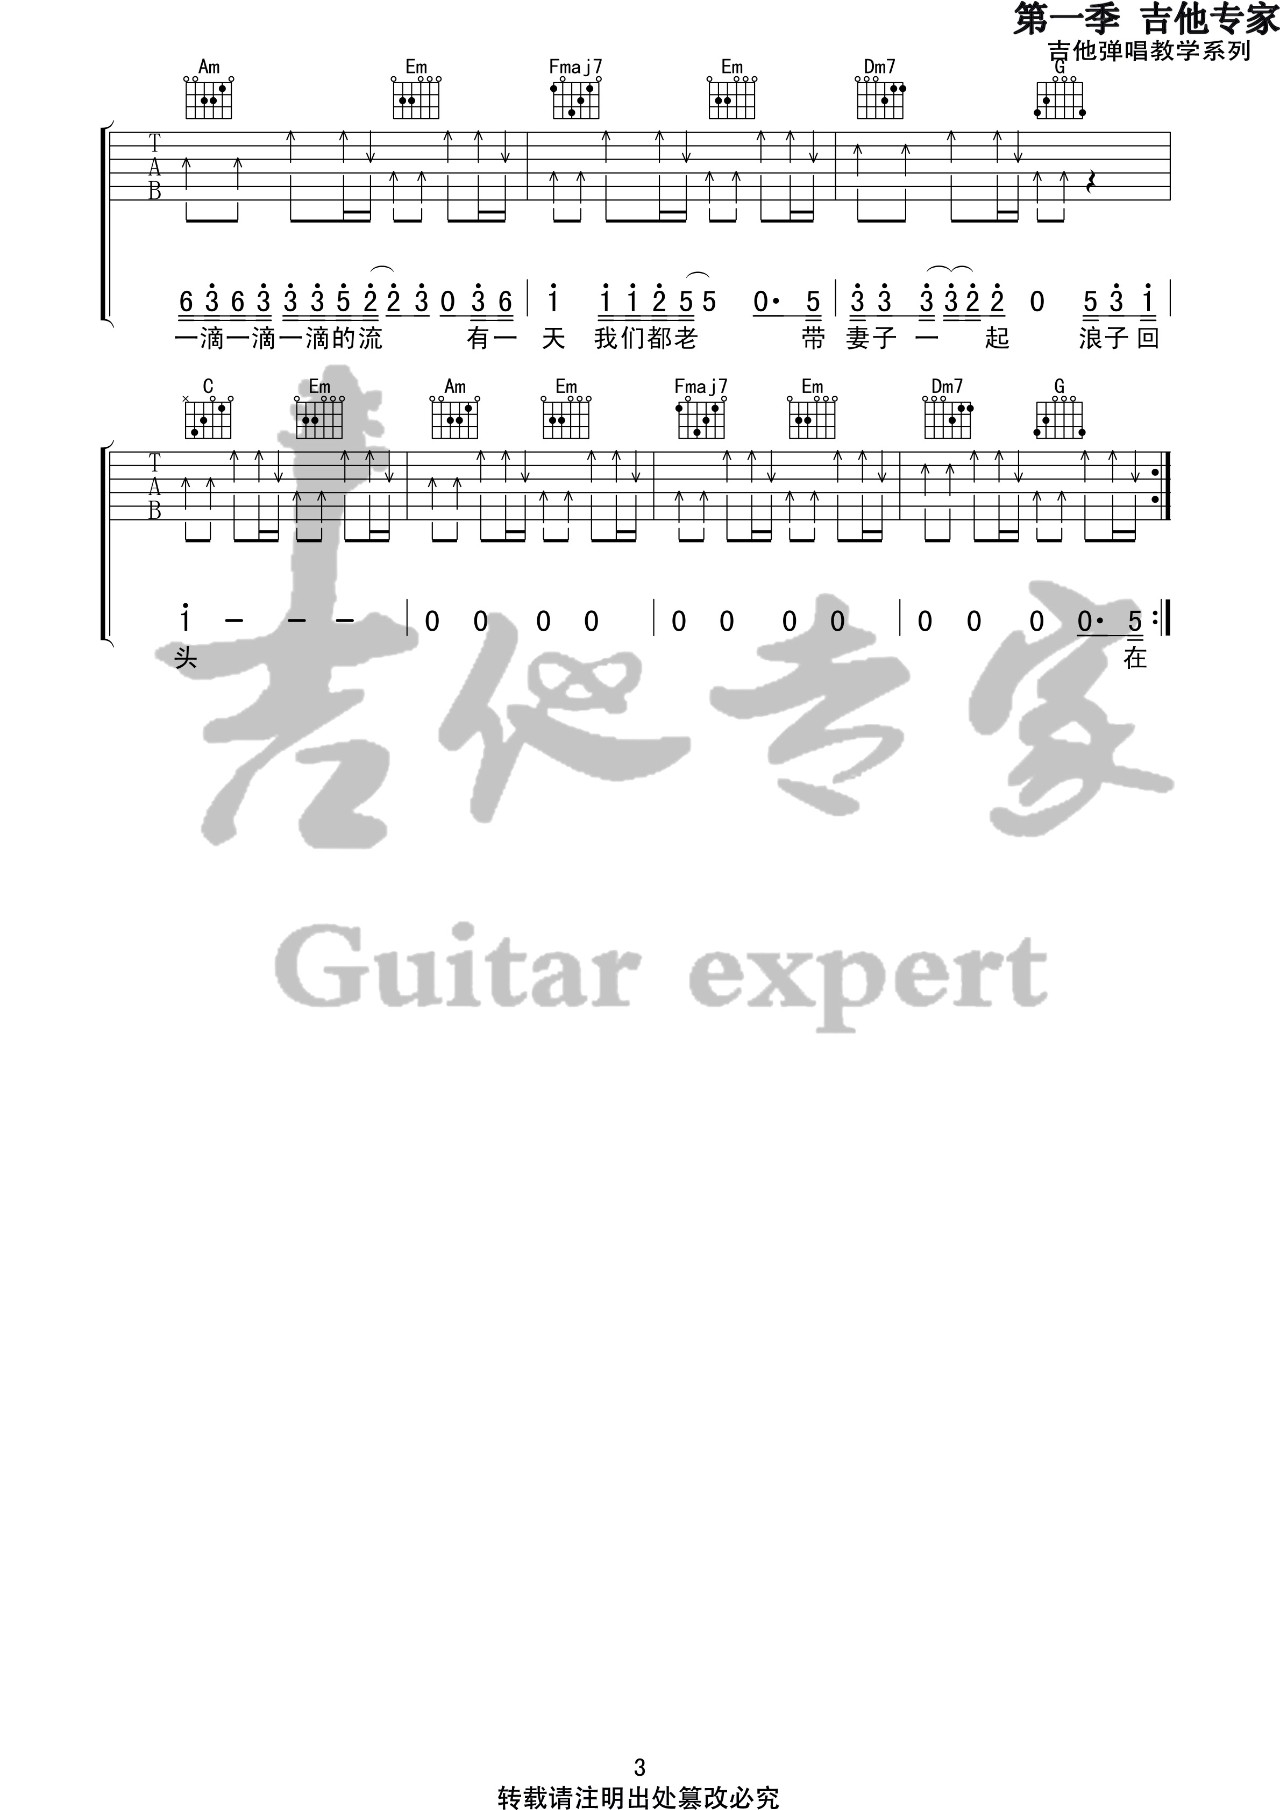 第一季 吉他专家
吉他弹唱教学系列
Am Em Fmaj7 Em Dm7 G
T
A
B
6 3 6 3 3 3 5 2 2 3 0 3 6 1 1 1 2 5 5 0· 5 3 3 3 3 2 2 0 5 3 1
一滴一滴一滴的流 有一 天 我们都老 带 妻子 一 起 浪子回
C Em Am Em Fmaj7 Em Dm7 G
T
A
B
1 - - - 0 0 0 0 0 0 0 0 0 0 0 0· 5
头 在
吉他专家
Guitar expert
3
转载请注明出处篡改必究